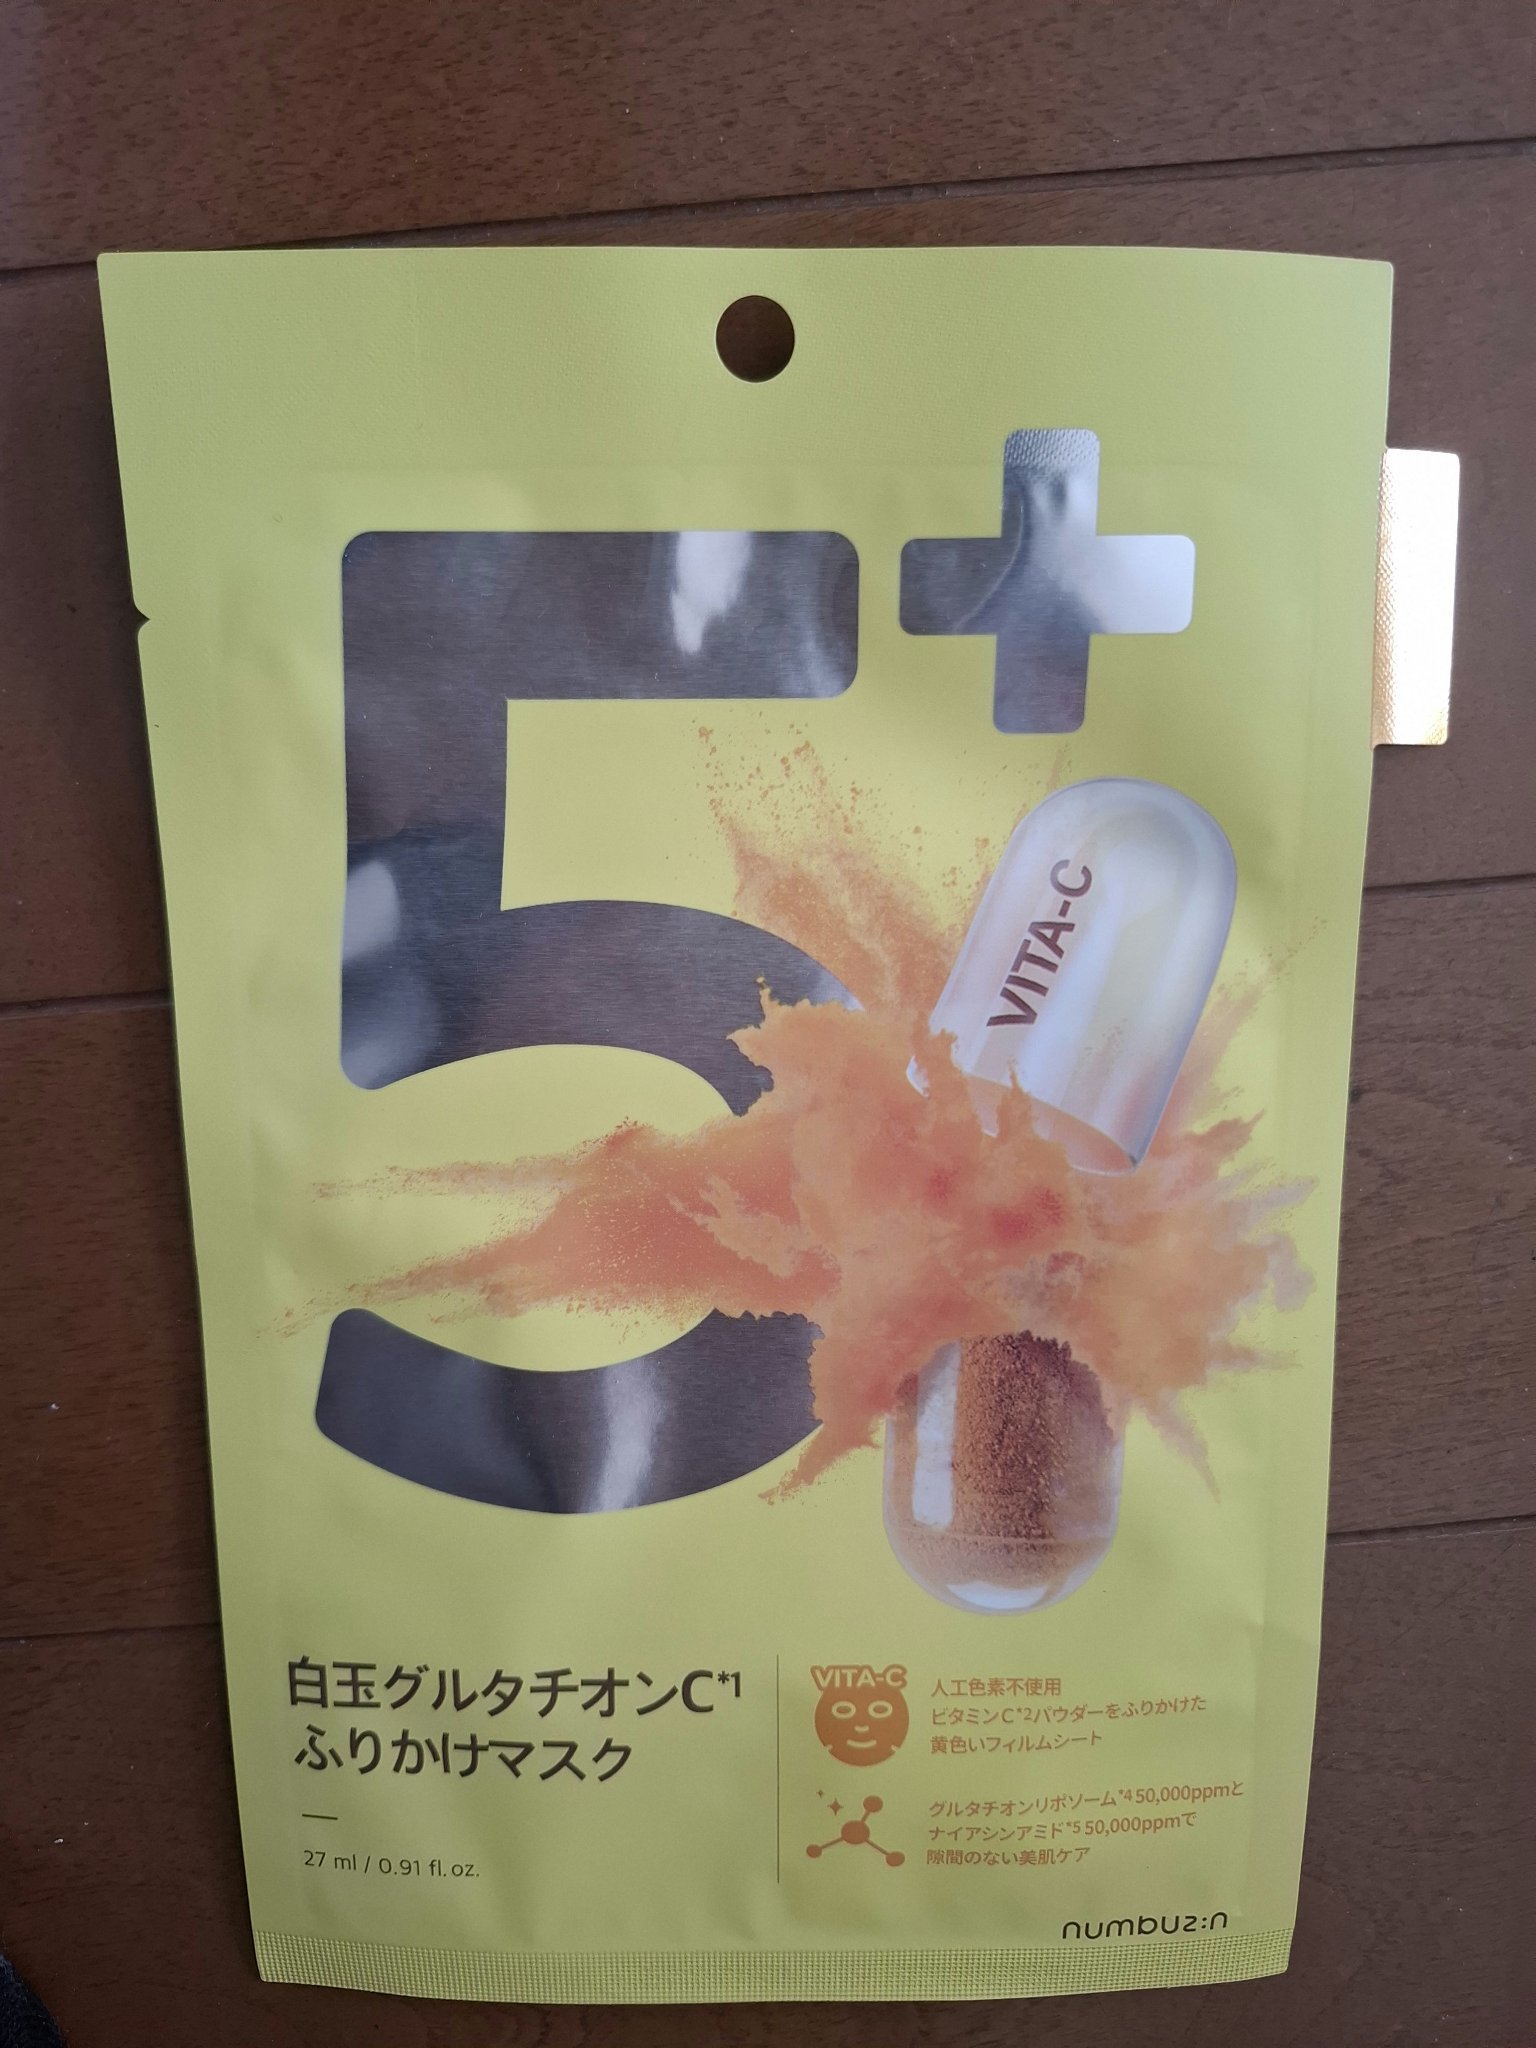 5+
VITA-C
白玉グルタチオンC*1
ふりかけマスク
27 ml / 0.91 fl. oz.
VITA-C
人工色素不使用
ビタミンC*2パウダーをふりかけた
黄色いフィルムシート
グルタチオンリポソーム*4 50,000ppmと
ナイアシンアミド*5 50,000ppmで
隙間のない美肌ケア
numbuz:n